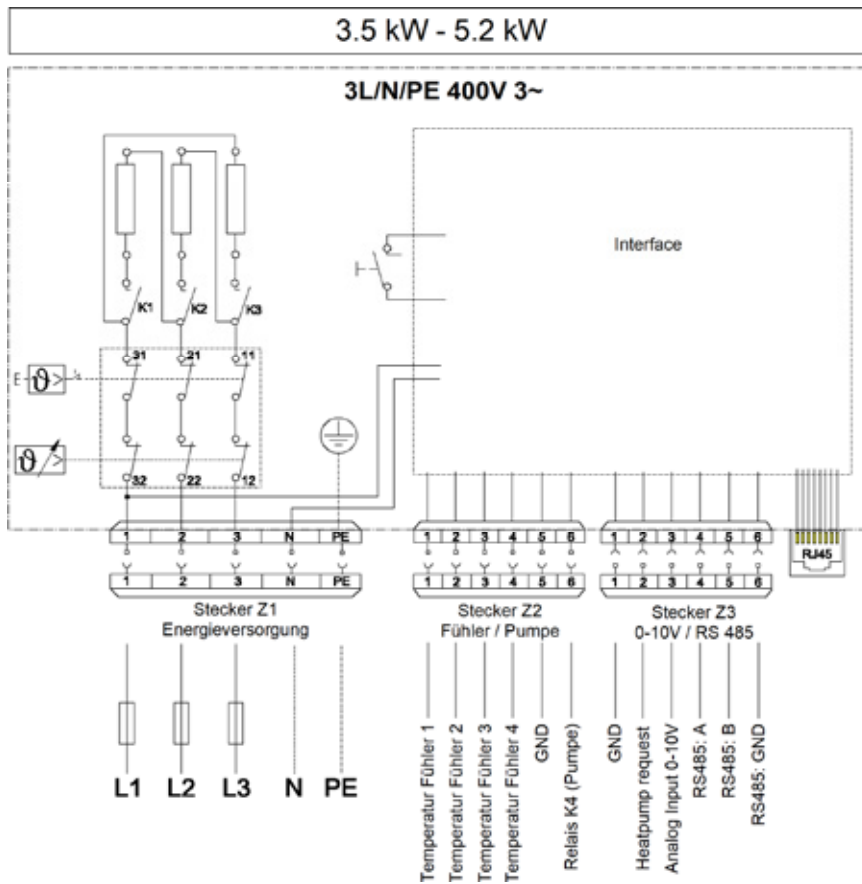 3.5 kW - 5.2 kW
3L/N/PE 400V 3~
Interface
K1 K2 K3
31 21 11
E ϑ
ϑ
32 22 12
1 2 3 N PE
1 2 3 4 5 6
1 2 3 4 5 6
RJ45
1 2 3 N PE
1 2 3 4 5 6
1 2 3 4 5 6
Stecker Z1
Energieversorgung
Stecker Z2
Fühler / Pumpe
Stecker Z3
0-10V / RS 485
L1 L2 L3 N PE
Temperatur Fühler 1
Temperatur Fühler 2
Temperatur Fühler 3
Temperatur Fühler 4
GND
Relais K4 (Pumpe)
GND
Heatpump request
Analog Input 0-10V
RS485: A
RS485: B
RS485: GND